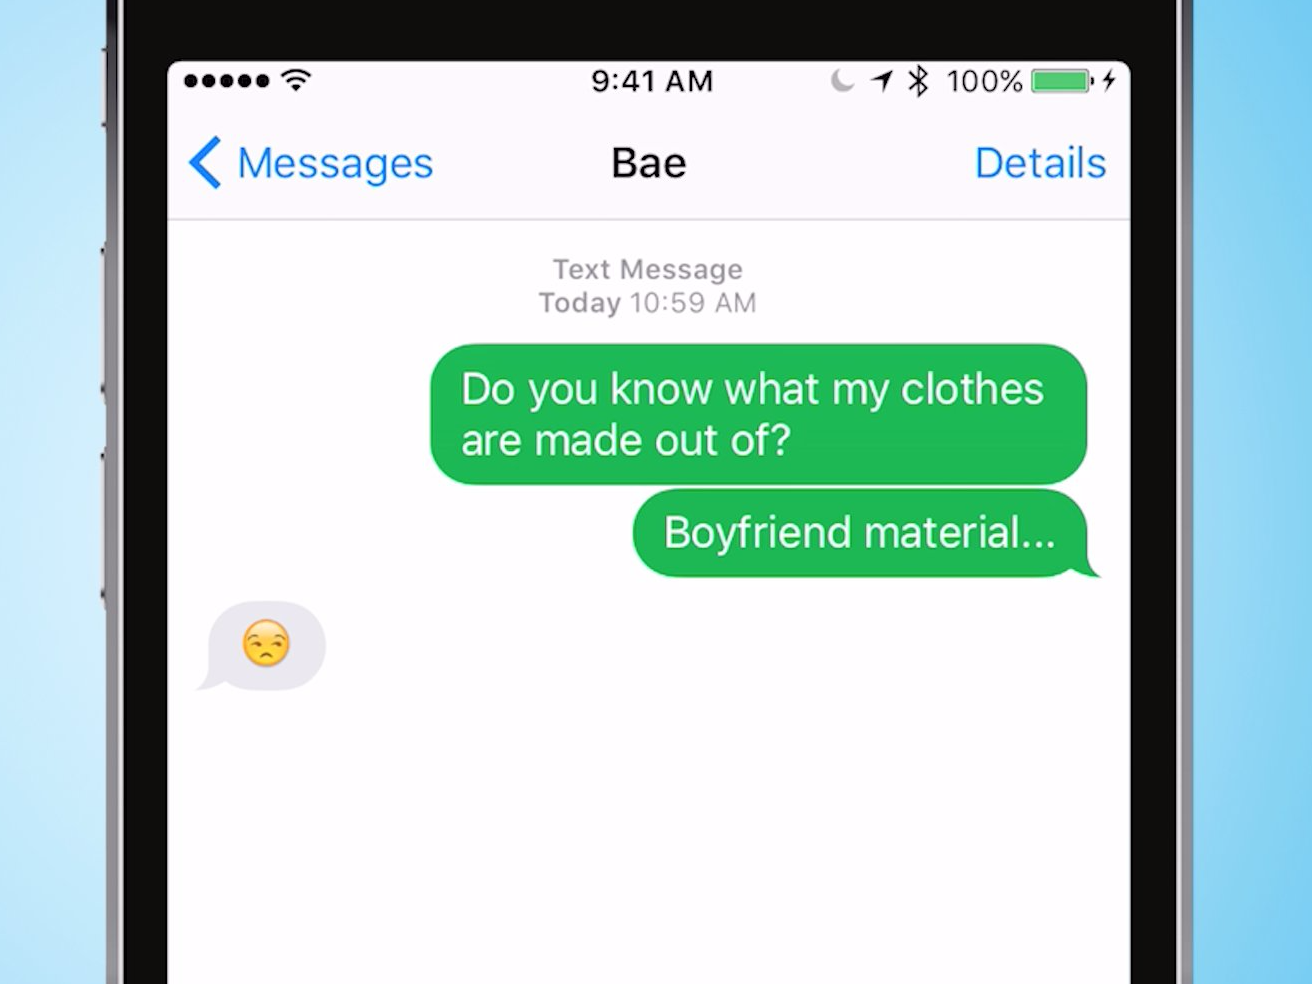 9:41 AM 100%
Messages Bae Details
Text Message
Today 10:59 AM
Do you know what my clothes
are made out of?
Boyfriend material...
😒